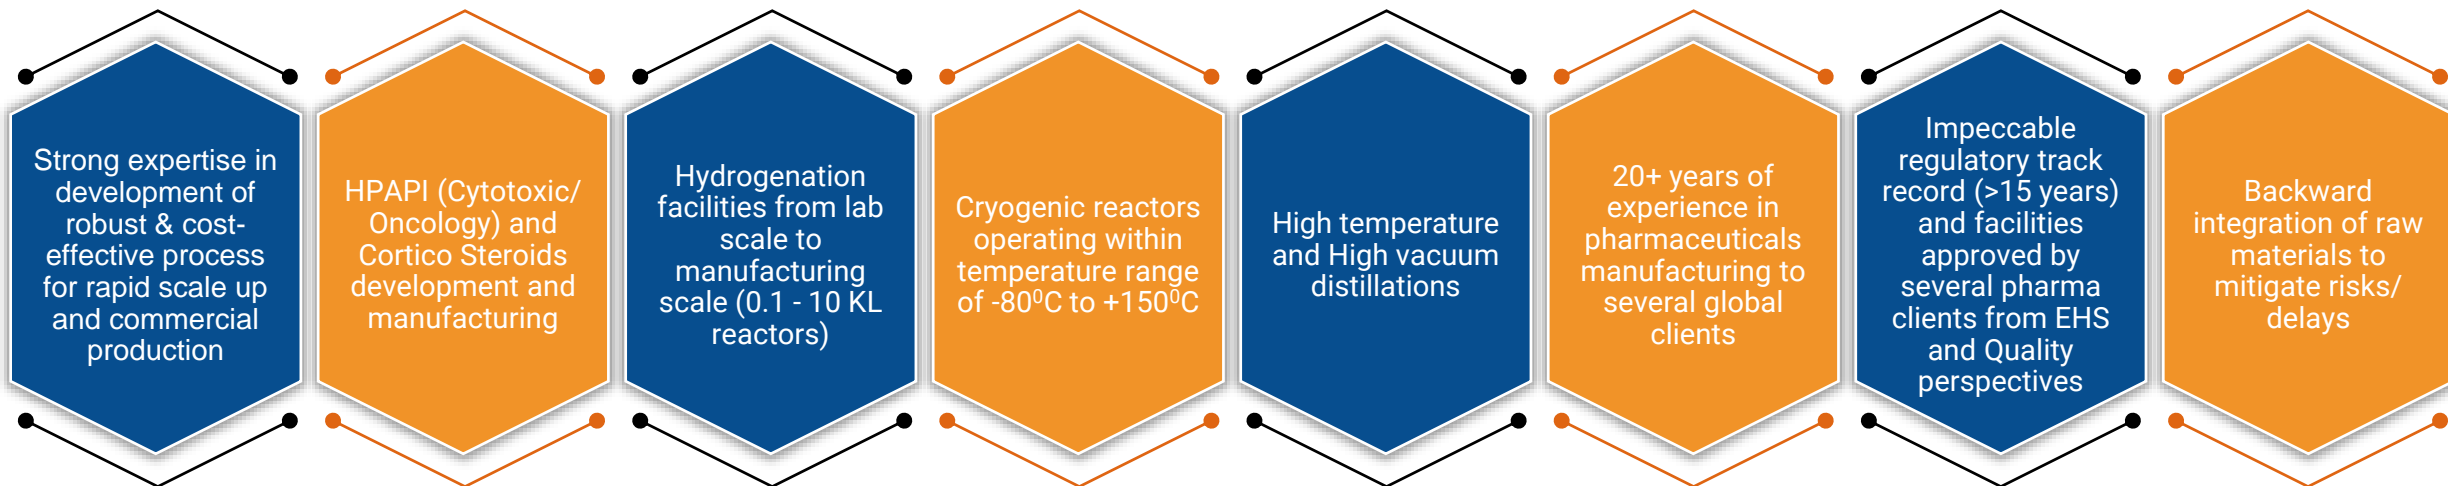 Strong expertise in
development of
robust & cost-
effective process
for rapid scale up
and commercial
production
HPAPI (Cytotoxic/
Oncology) and
Cortico Steroids
development and
manufacturing
Hydrogenation
facilities from lab
scale to
manufacturing
scale (0.1 - 10 KL
reactors)
Cryogenic reactors
operating within
temperature range
of -80⁰C to +150⁰C
High temperature
and High vacuum
distillations
20+ years of
experience in
pharmaceuticals
manufacturing to
several global
clients
Impeccable
regulatory track
record (>15 years)
and facilities
approved by
several pharma
clients from EHS
and Quality
perspectives
Backward
integration of raw
materials to
mitigate risks/
delays